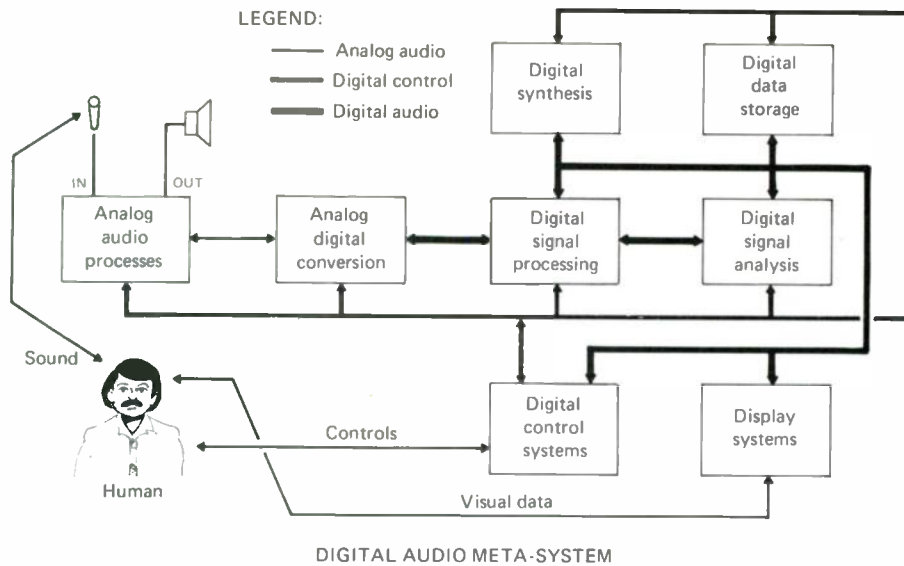 LEGEND:
Analog audio
Digital control
Digital audio
Digital
synthesis
Digital
data
storage
IN
OUT
Analog
audio
processes
Analog
digital
conversion
Digital
signal
processing
Digital
signal
analysis
Sound
Human
Controls
Digital
control
systems
Display
systems
Visual data
DIGITAL AUDIO META-SYSTEM